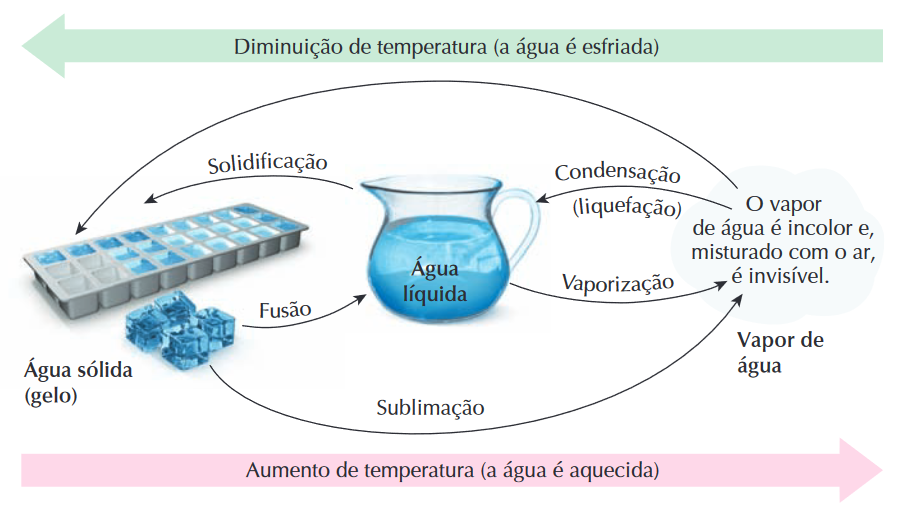 Diminuição de temperatura (a água é esfriada)
Solidificação
Condensação
(liquefação)
O vapor
de água é incolor e,
misturado com o ar,
é invisível.
Água
líquida
Vaporização
Fusão
Vapor de
água
Água sólida
(gelo)
Sublimação
Aumento de temperatura (a água é aquecida)